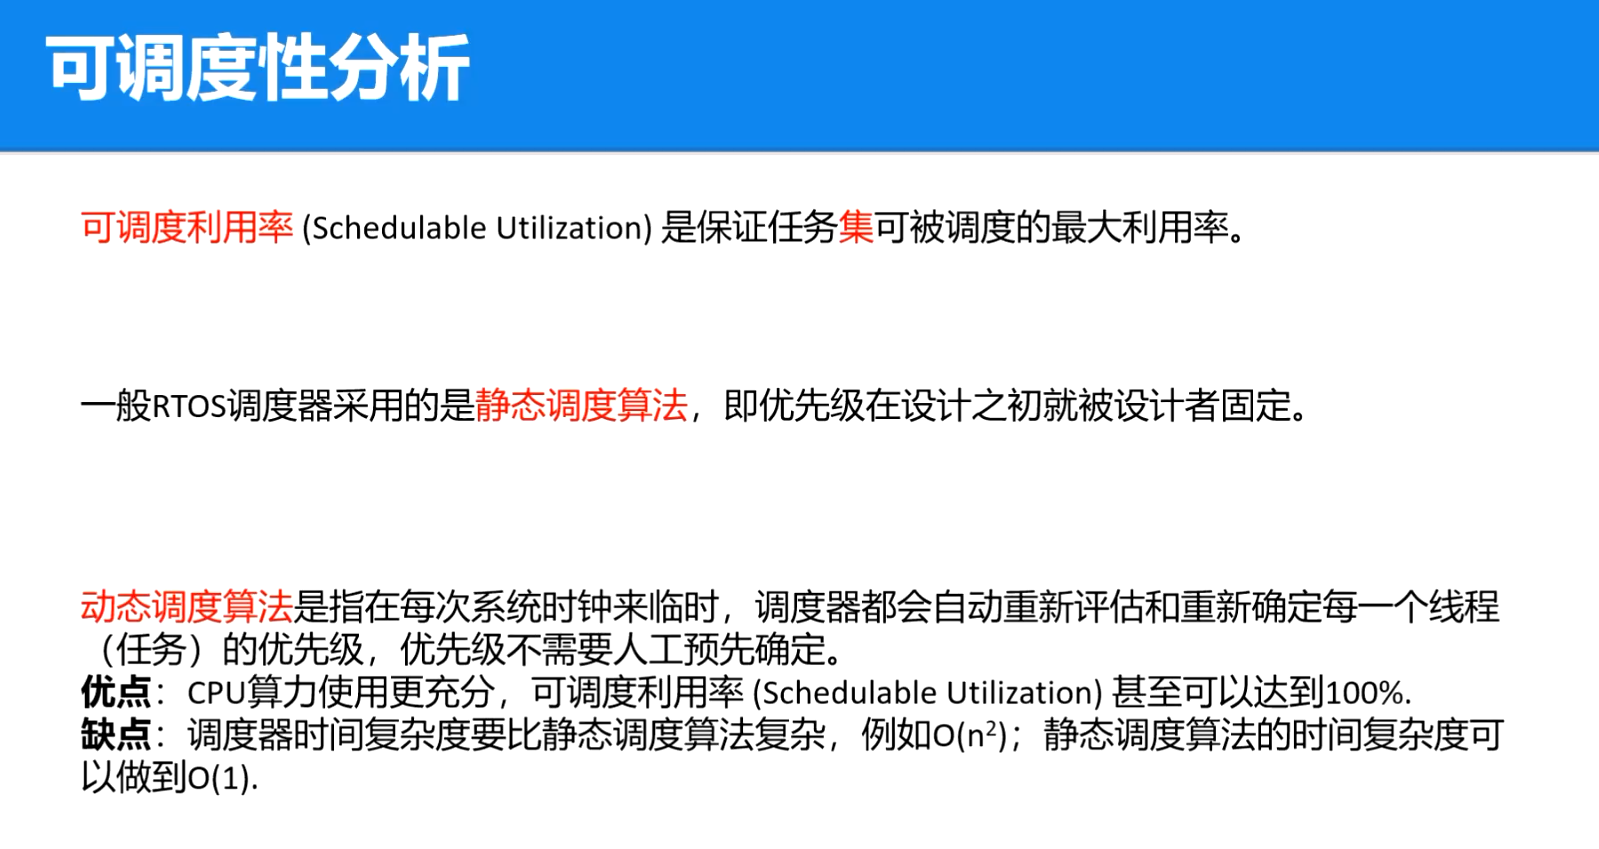 可调度性分析
可调度利用率 (Schedulable Utilization) 是保证任务集可被调度的最大利用率。
一般RTOS调度器采用的是静态调度算法，即优先级在设计之初就被设计者固定。
动态调度算法是指在每次系统时钟来临时，调度器都会自动重新评估和重新确定每一个线程
（任务）的优先级，优先级不需要人工预先确定。
优点：CPU算力使用更充分，可调度利用率 (Schedulable Utilization) 甚至可以达到100%.
缺点：调度器时间复杂度要比静态调度算法复杂，例如O(n²)；静态调度算法的时间复杂度可
以做到O(1).